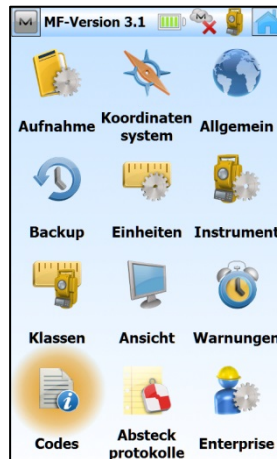 MF-Version 3.1
Aufnahme Koordinaten system Allgemein
Backup Einheiten Instrument
Klassen Ansicht Warnungen
Codes Absteck protokolle Enterprise